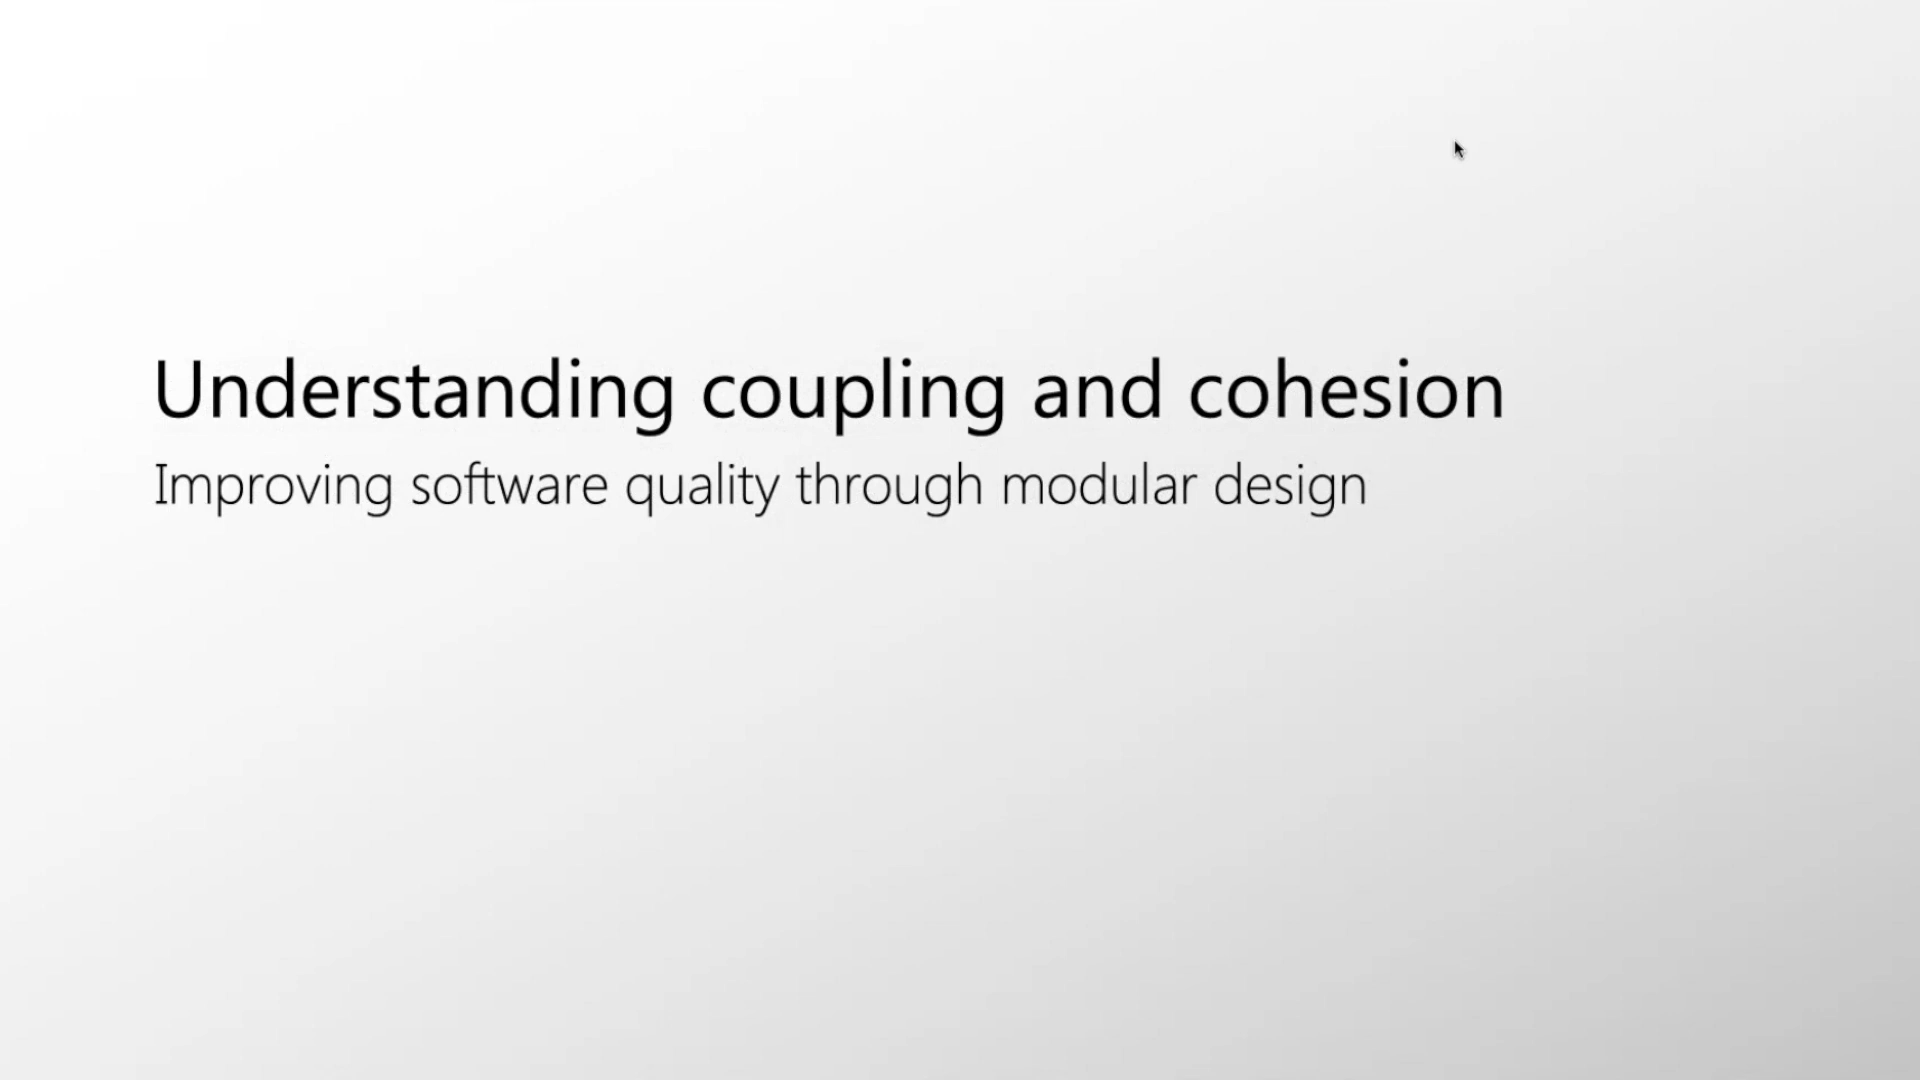 Understanding coupling and cohesion
Improving software quality through modular design